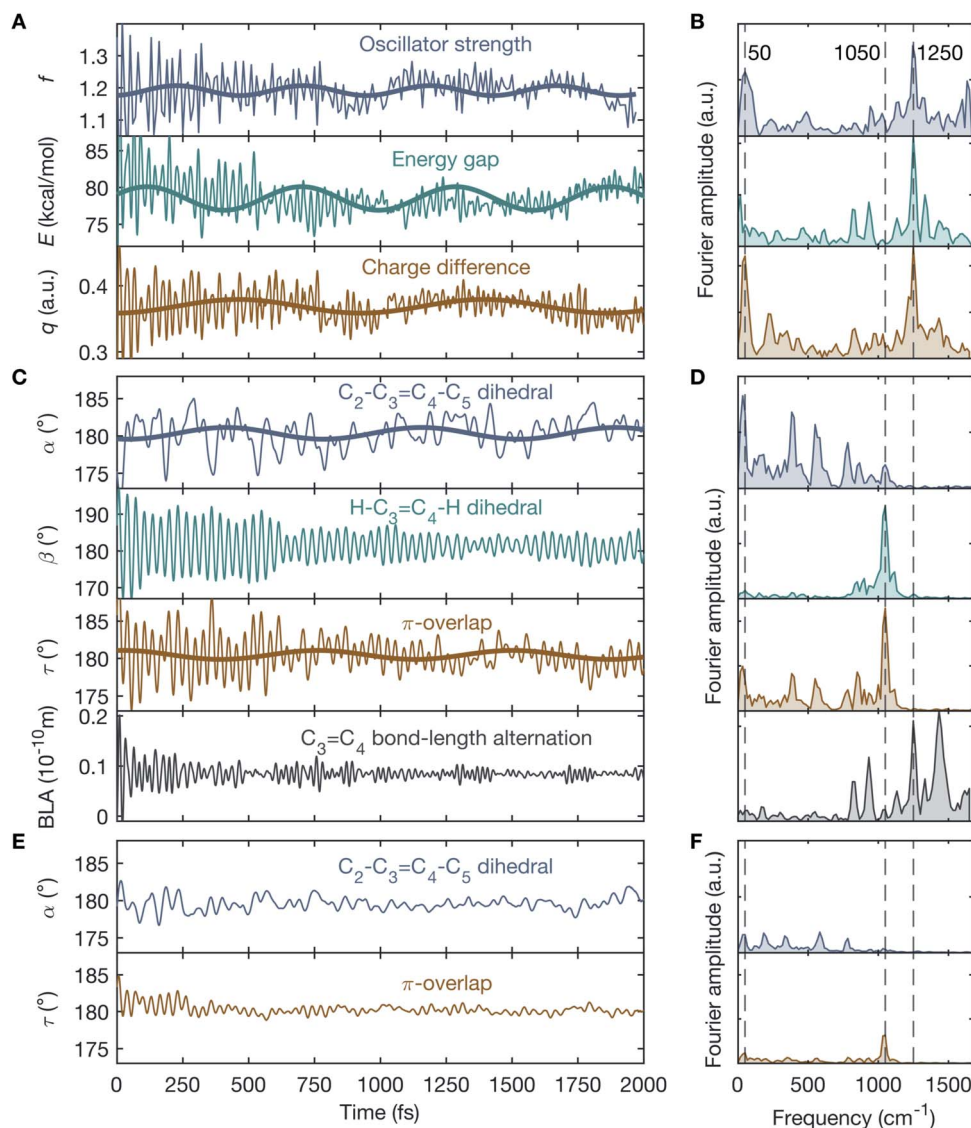 A
B
f
1.3
1.2
1.1
Oscillator strength
50
1050
1250
E (kcal/mol)
85
80
75
Energy gap
Fourier amplitude (a.u.)
q (a.u.)
0.4
0.3
Charge difference
C
D
α (°)
185
180
175
C₂-C₃=C₄-C₅ dihedral
β (°)
190
180
170
H-C₃=C₄-H dihedral
Fourier amplitude (a.u.)
τ (°)
185
180
175
π-overlap
BLA (10⁻¹⁰m)
0.2
0.1
0
C₃=C₄ bond-length alternation
E
F
α (°)
185
180
175
C₂-C₃=C₄-C₅ dihedral
Fourier amplitude (a.u.)
τ (°)
185
180
175
π-overlap
0 250 500 750 1000 1250 1500 1750 2000
0 500 1000 1500
Time (fs)
Frequency (cm⁻¹)